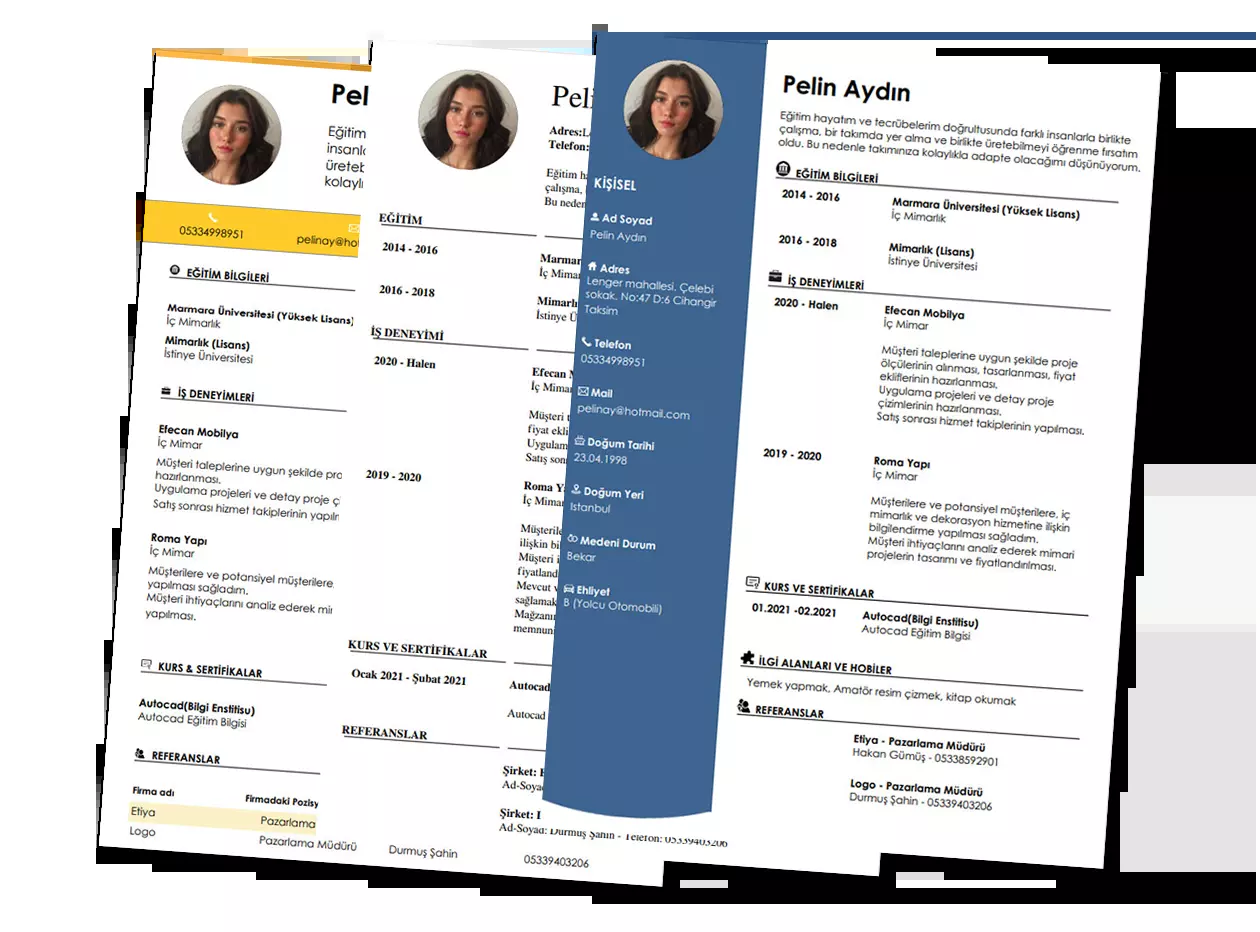 Pel
Eğitim
insanl
üreteb
kolaylı
05334998951
pelinay@hot
EĞİTİM BİLGİLERİ
Marmara Üniversitesi (Yüksek Lisans)
İç Mimarlık
Mimarlık (Lisans)
İstinye Üniversitesi
İŞ DENEYİMLERİ
Efecan Mobilya
İç Mimar
Müşteri taleplerine uygun şekilde pro
hazırlanması.
Uygulama projeleri ve detay proje ç
Satış sonrası hizmet takiplerinin yapıln
Roma Yapı
İç Mimar
Müşterilere ve potansiyel müşterilere
yapılması sağladım.
Müşteri ihtiyaçlarını analiz ederek mi
yapılması.
KURS & SERTİFİKALAR
Autocad(Bilgi Enstitisu)
Autocad Eğitim Bilgisi
REFERANSLAR
Firma adı Firmadaki Pozisy
Etiya Pazarlama
Logo Pazarlama Müdürü Durmuş Şahin 05339403206
Peli
Adres:L
Telefon:
Eğitim ha
çalışma,
Bu neden
EĞİTİM
2014 - 2016 Marmar
İç Mima
2016 - 2018 Mimarlı
İstinye Ü
İŞ DENEYİMİ
2020 - Halen Efecan M
İç Mimar
Müşteri t
fiyat ekli
Uygulam
Satış son
2019 - 2020 Roma Y
İç Mimar
Müşterile
ilişkin bi
Müşteri i
fiyatland
Mevcut v
sağlamak
Mağzanı
memnun
KURS VE SERTİFİKALAR
Ocak 2021 - Şubat 2021 Autocad
Autocad
REFERANSLAR
Şirket: E
Ad-Soya
Şirket: I
Ad-Soyad: Durmuş Şahin - Telefon: 05339403206
KİŞİSEL
Ad Soyad
Pelin Aydın
Adres
Lenger mahallesi, Çelebi
sokak. No:47 D:6 Cihangir
Taksim
Telefon
05334998951
Mail
pelinay@hotmail.com
Doğum Tarihi
23.04.1998
Doğum Yeri
Istanbul
Medeni Durum
Bekar
Ehliyet
B (Yolcu Otomobili)
Pelin Aydın
Eğitim hayatım ve tecrübelerim doğrultusunda farklı insanlarla birlikte
çalışma, bir takımda yer alma ve birlikte üretebilmeyi öğrenme fırsatım
oldu. Bu nedenle takımınıza kolaylıkla adapte olacağımı düşünüyorum.
EĞİTİM BİLGİLERİ
2014 - 2016 Marmara Üniversitesi (Yüksek Lisans)
İç Mimarlık
2016 - 2018 Mimarlık (Lisans)
İstinye Üniversitesi
İŞ DENEYİMLERİ
2020 - Halen Efecan Mobilya
İç Mimar
Müşteri taleplerine uygun şekilde proje
ölçülerinin alınması, tasarlanması, fiyat
ekliflerinin hazırlanması.
Uygulama projeleri ve detay proje
çizimlerinin hazırlanması.
Satış sonrası hizmet takiplerinin yapılması.
2019 - 2020 Roma Yapı
İç Mimar
Müşterilere ve potansiyel müşterilere, iç
mimarlık ve dekorasyon hizmetine ilişkin
bilgilendirme yapılması sağladım.
Müşteri ihtiyaçlarını analiz ederek mimari
projelerin tasarımı ve fiyatlandırılması.
KURS VE SERTİFİKALAR
01.2021 -02.2021 Autocad(Bilgi Enstitisu)
Autocad Eğitim Bilgisi
İLGİ ALANLARI VE HOBİLER
Yemek yapmak, Amatör resim çizmek, kitap okumak
REFERANSLAR
Etiya - Pazarlama Müdürü
Hakan Gümüş - 05338592901
Logo - Pazarlama Müdürü
Durmuş Şahin - 05339403206